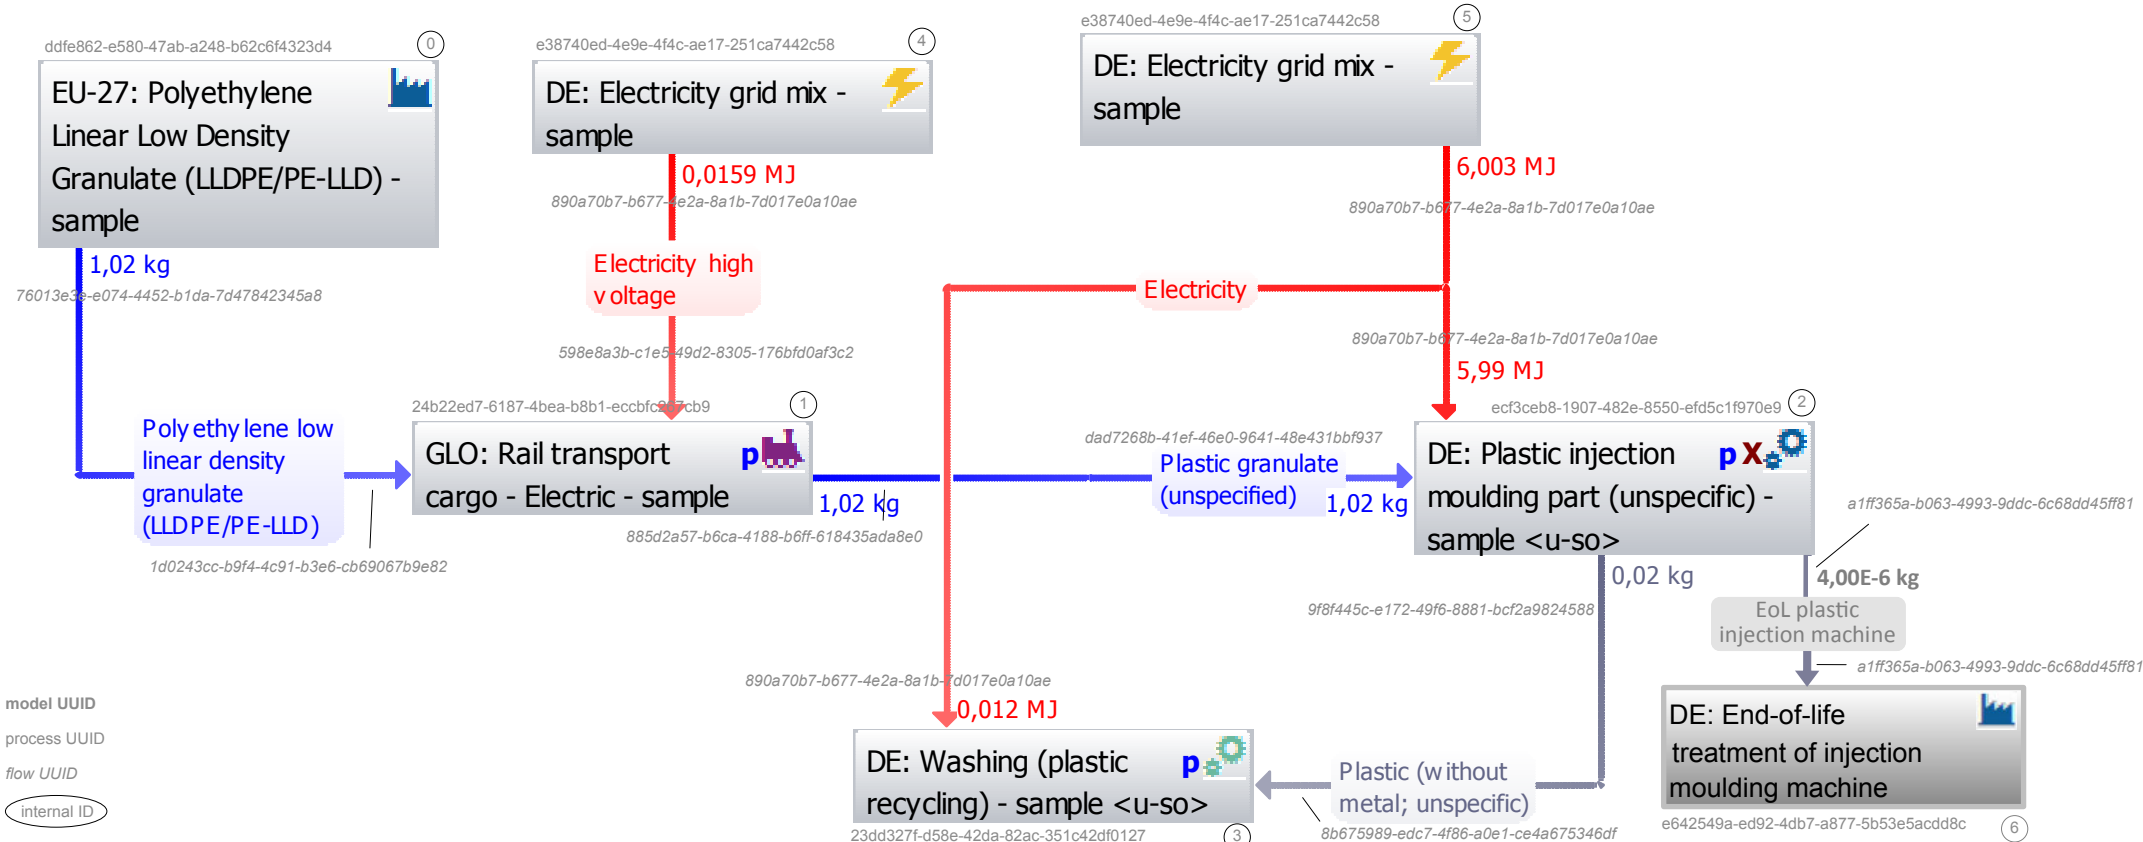 e38740ed-4e9e-4f4c-ae17-251ca7442c58
5
ddfe862-e580-47ab-a248-b62c6f4323d4
0
e38740ed-4e9e-4f4c-ae17-251ca7442c58
4
EU-27: Polyethylene
Linear Low Density
Granulate (LLDPE/PE-LLD) -
sample
DE: Electricity grid mix -
sample
DE: Electricity grid mix -
sample
0,0159 MJ
890a70b7-b677-4e2a-8a1b-7d017e0a10ae
6,003 MJ
890a70b7-b677-4e2a-8a1b-7d017e0a10ae
1,02 kg
76013e3e-e074-4452-b1da-7d47842345a8
Electricity high
voltage
Electricity
598e8a3b-c1e5-49d2-8305-176bfd0af3c2
890a70b7-b677-4e2a-8a1b-7d017e0a10ae
5,99 MJ
1
ecf3ceb8-1907-482e-8550-efd5c1f970e9
2
Polyethylene low
linear density
granulate
(LLDPE/PE-LLD)
GLO: Rail transport
cargo - Electric - sample
p
dad7268b-41ef-46e0-9641-48e431bbf937
Plastic granulate
(unspecified)
1,02 kg
1,02 kg
DE: Plastic injection
moulding part (unspecific) -
sample <u-so>
p X
885d2a57-b6ca-4188-b6ff-618435ada8e0
1d0243cc-b9f4-4c91-b3e6-cb69067b9e82
a1ff365a-b063-4993-9ddc-6c68dd45ff81
0,02 kg
4,00E-6 kg
9f8f445c-e172-49f6-8881-bcf2a9824588
EoL plastic
injection machine
a1ff365a-b063-4993-9ddc-6c68dd45ff81
890a70b7-b677-4e2a-8a1b-7d017e0a10ae
0,012 MJ
DE: Washing (plastic
recycling) - sample <u-so>
p
23dd327f-d58e-42da-82ac-351c42df0127
3
Plastic (without
metal; unspecific)
8b675989-edc7-4f86-a0e1-ce4a675346df
DE: End-of-life
treatment of injection
moulding machine
e642549a-ed92-4db7-a877-5b53e5acdd8c
6
model UUID
process UUID
flow UUID
internal ID